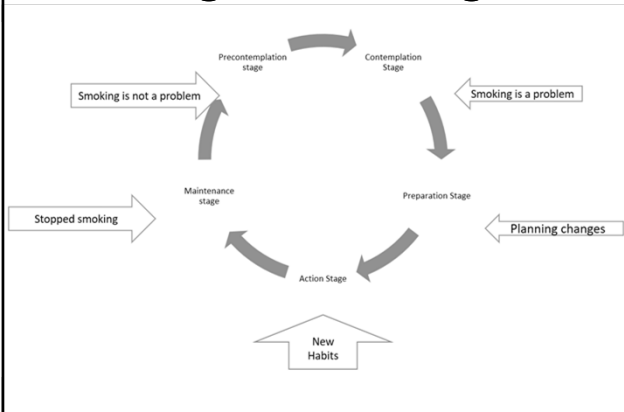 Precontemplation
stage
Contemplation
Stage
Smoking is not a problem
Smoking is a problem
Maintenance
stage
Preparation Stage
Stopped smoking
Planning changes
Action Stage
New
Habits